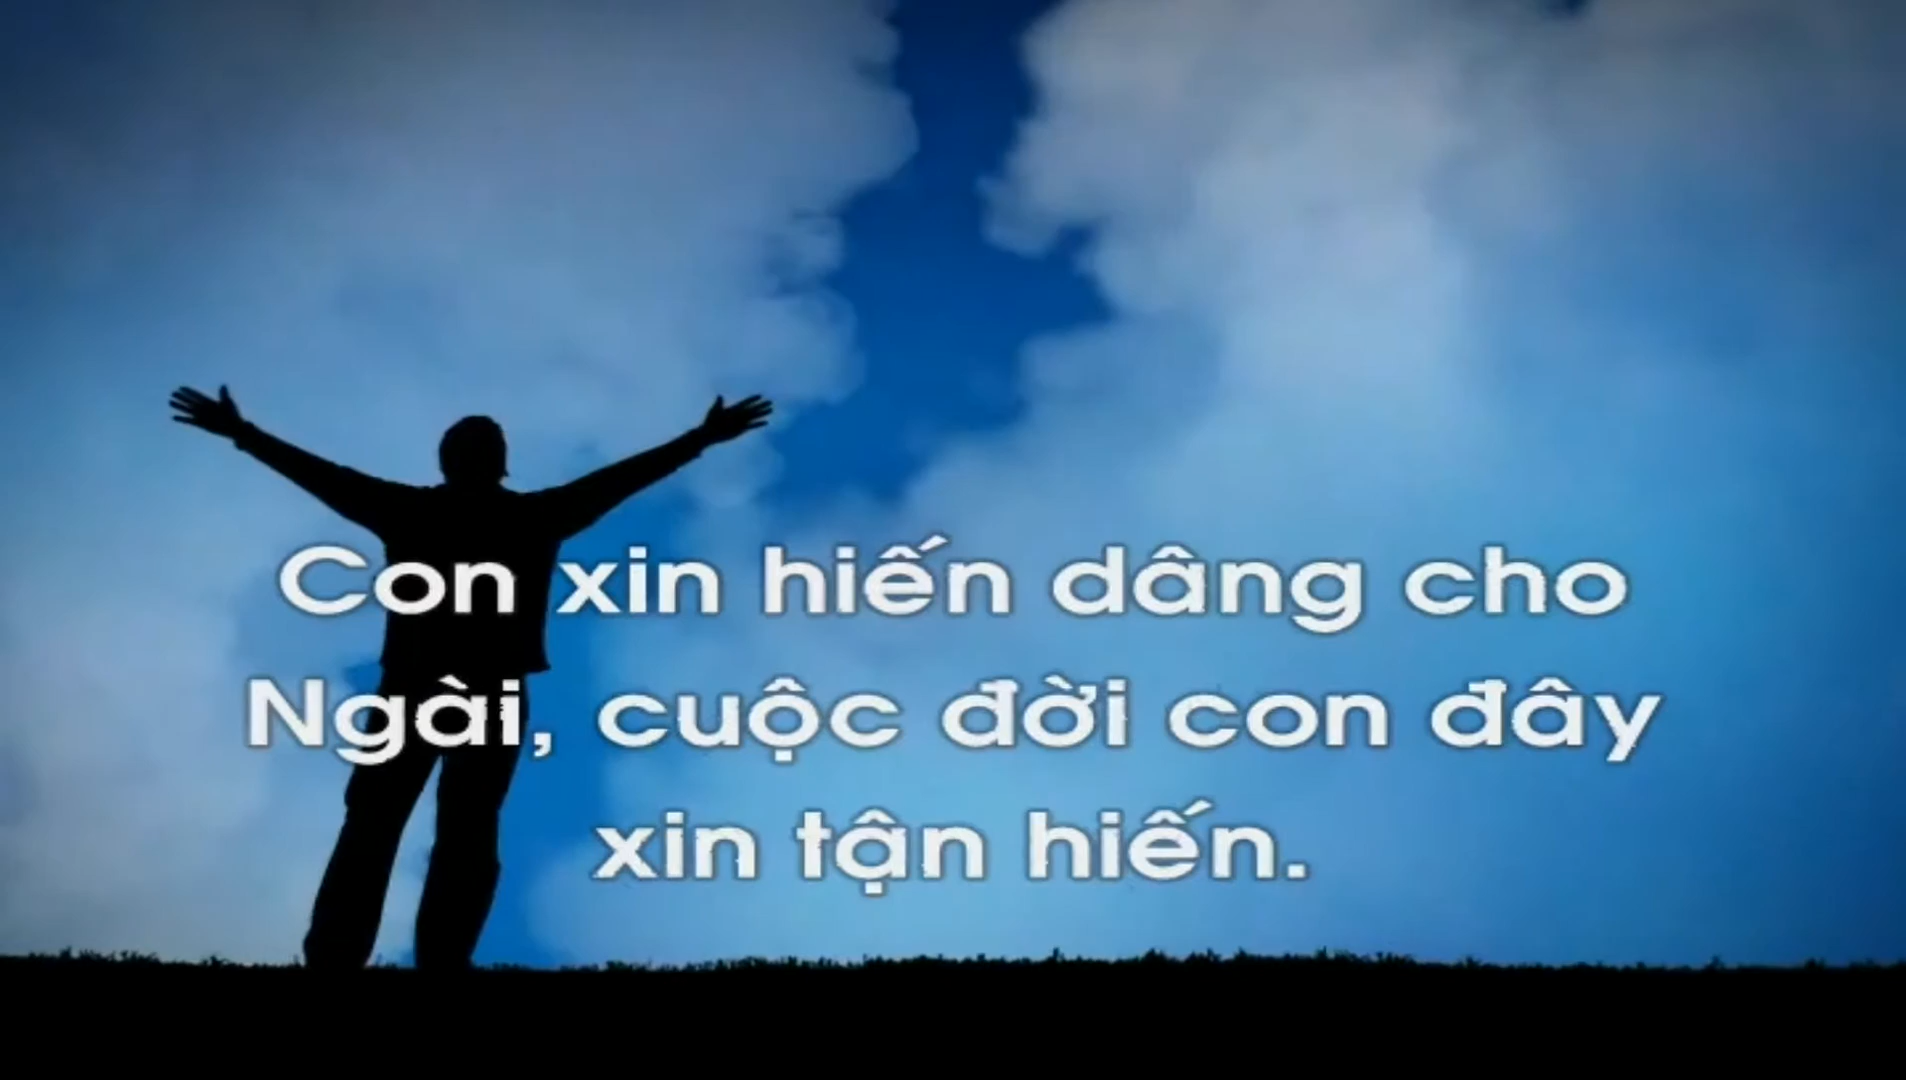 Con xin hiến dâng cho
Ngài, cuộc đời con đây
xin tận hiến.